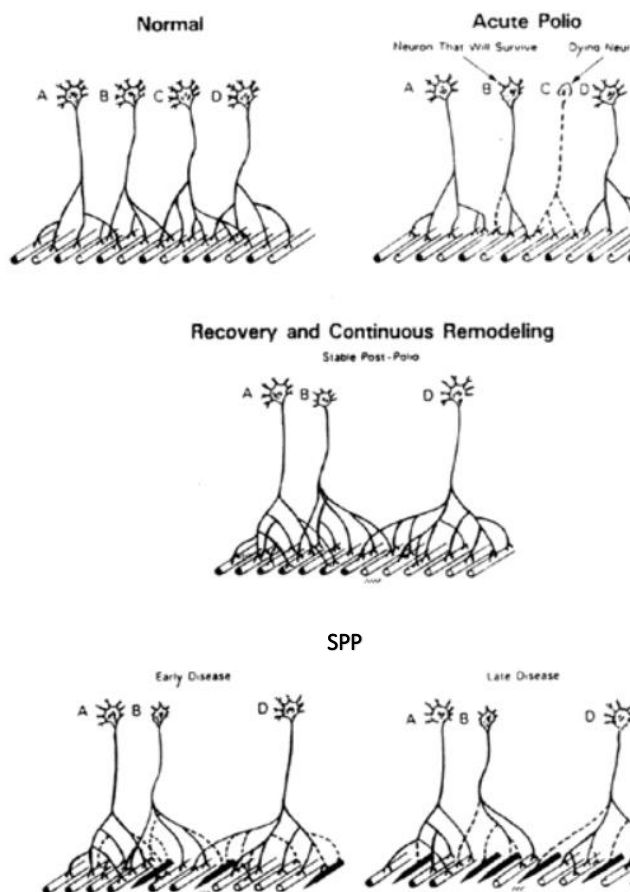 Normal
A B C D
Acute Polio
Neuron That Will Survive Dying Neur
A B C D
Recovery and Continuous Remodeling
Stable Post-Polio
A B D
SPP
Early Disease
A B D
Late Disease
A B D